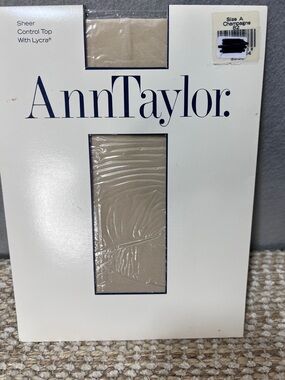 Sheer
Control Top
With Lycra®
Size A
Champagne
AnnTaylor.